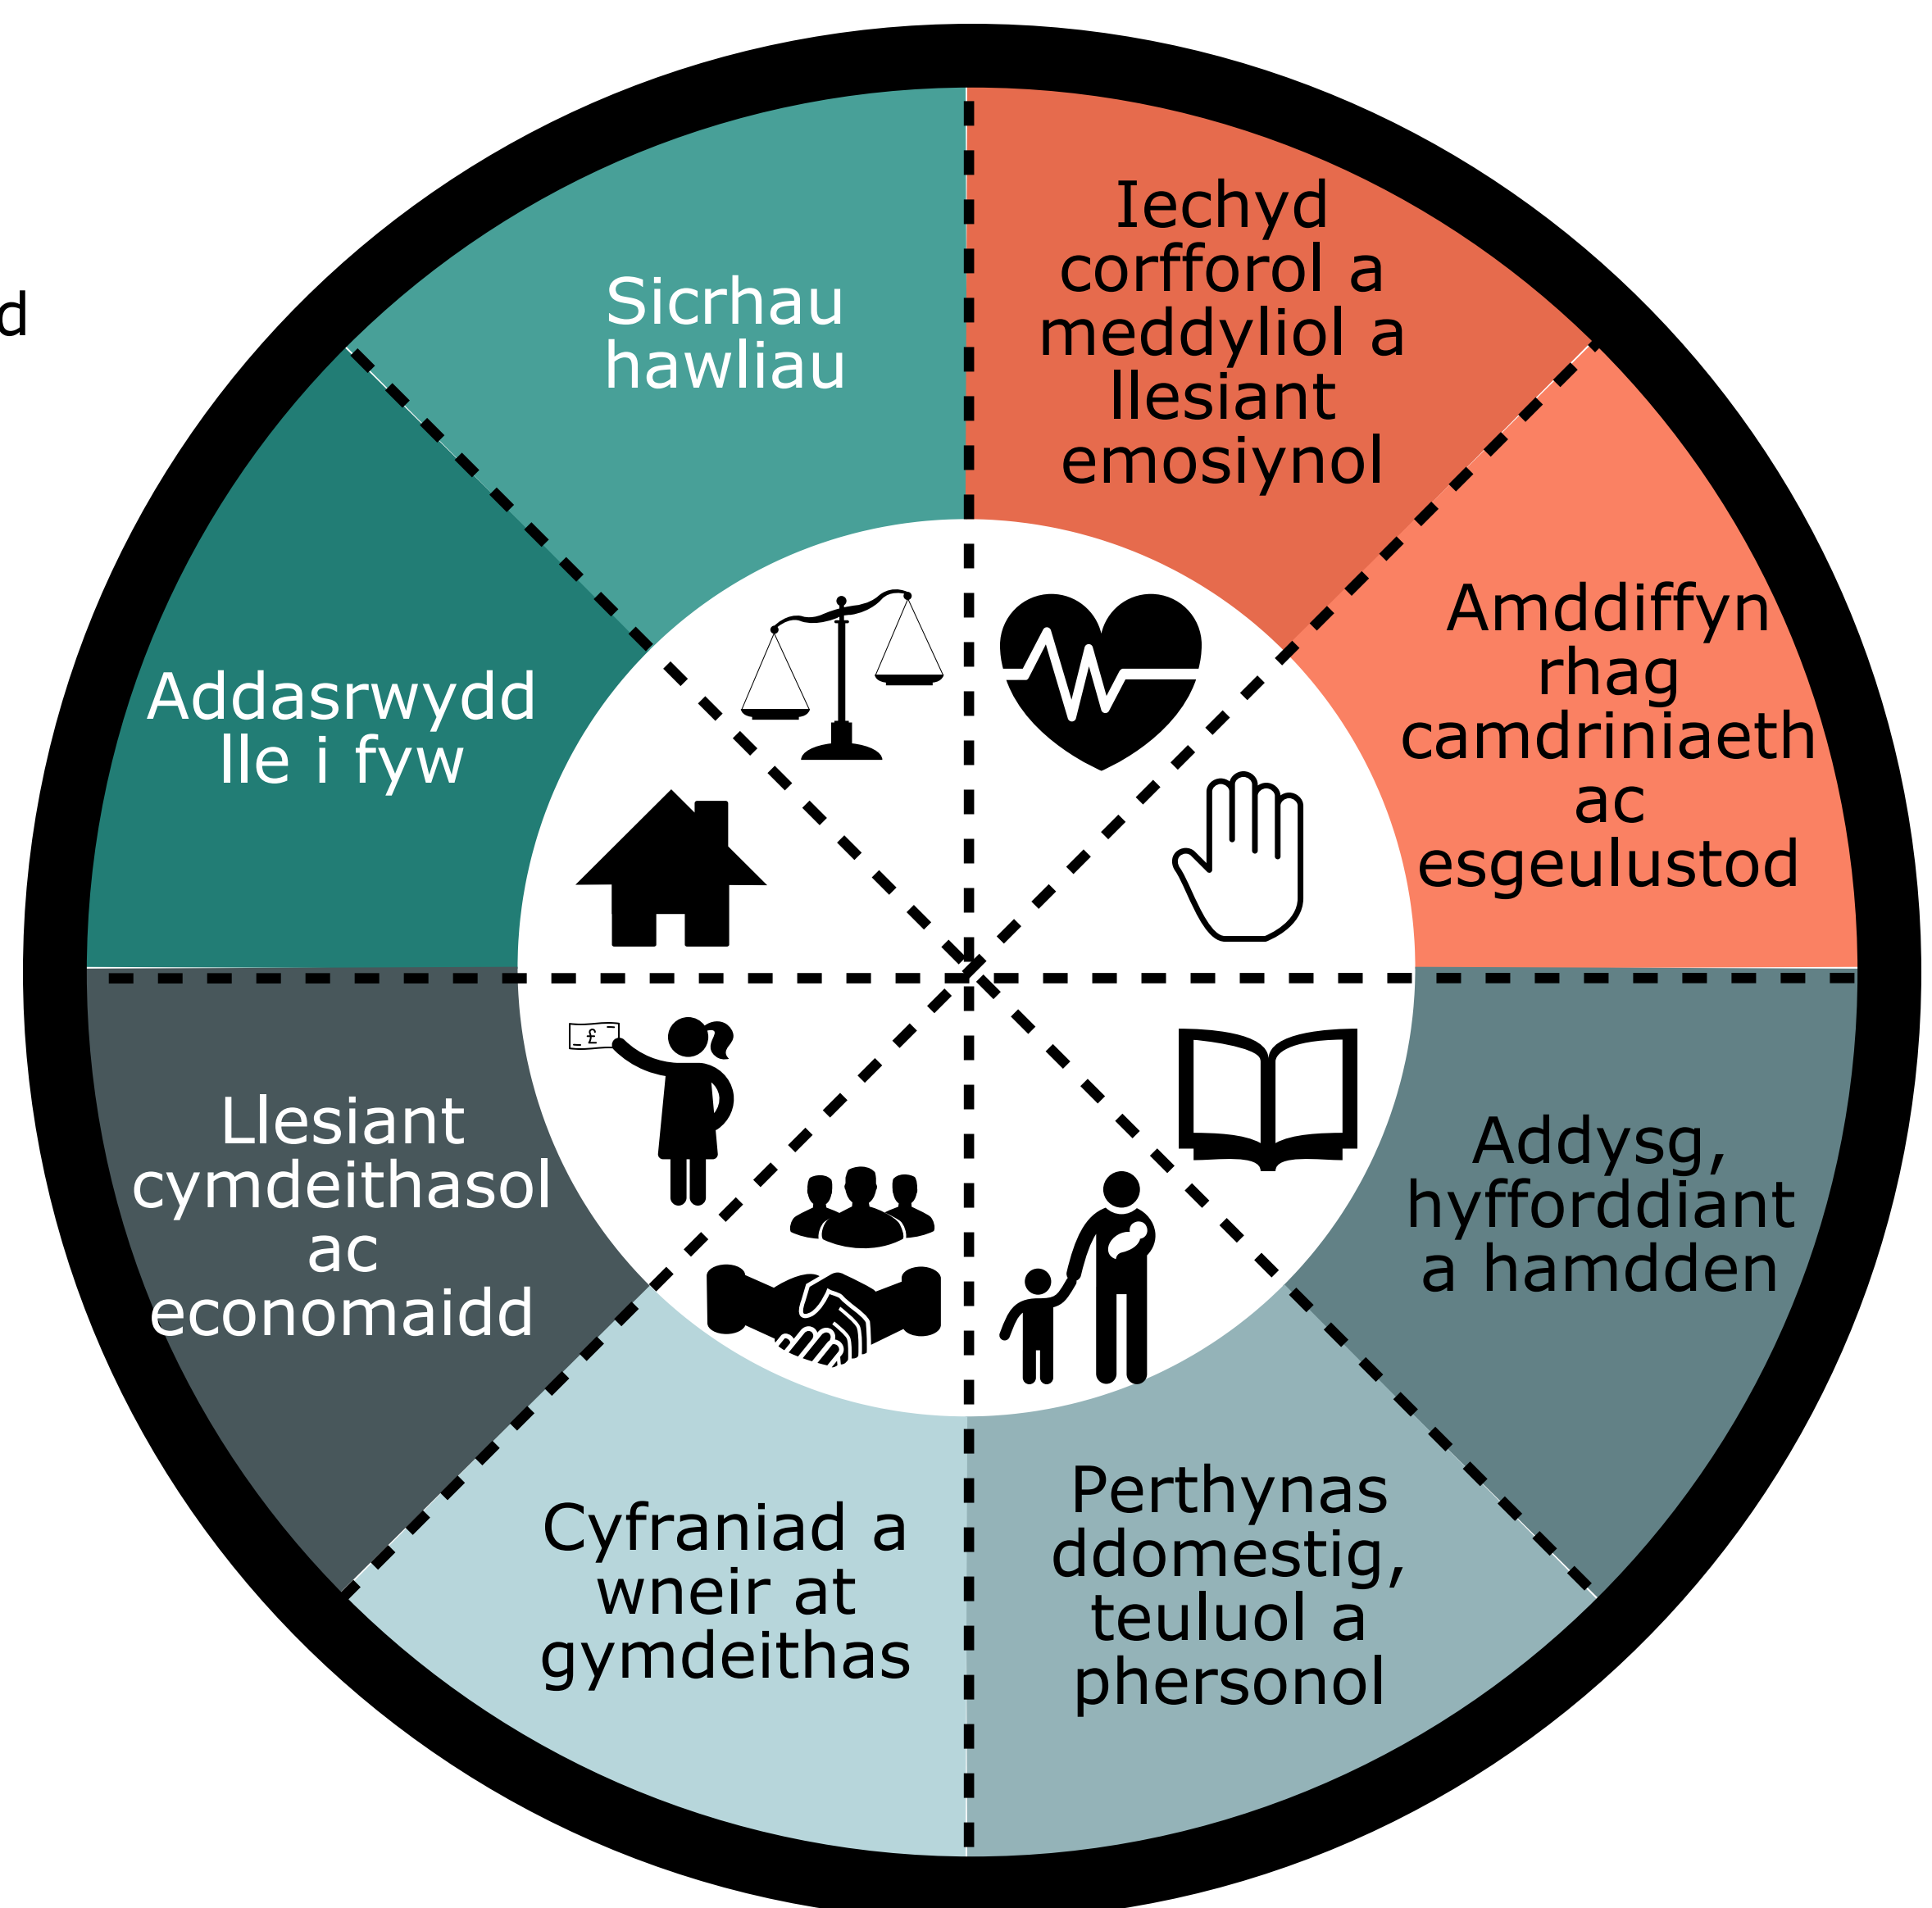 d
Sicrhau
hawliau
Iechyd
corfforol a
meddyliol a
llesiant
emosiynol
Amddiffyn
rhag
camdriniaeth
ac
esgeulustod
Addysg,
hyfforddiant
a hamdden
Perthynas
ddomestig,
teuluol a
phersonol
Cyfraniad a
wneir at
gymdeithas
Llesiant
cymdeithasol
ac
economaidd
Addasrwydd
lle i fyw
£